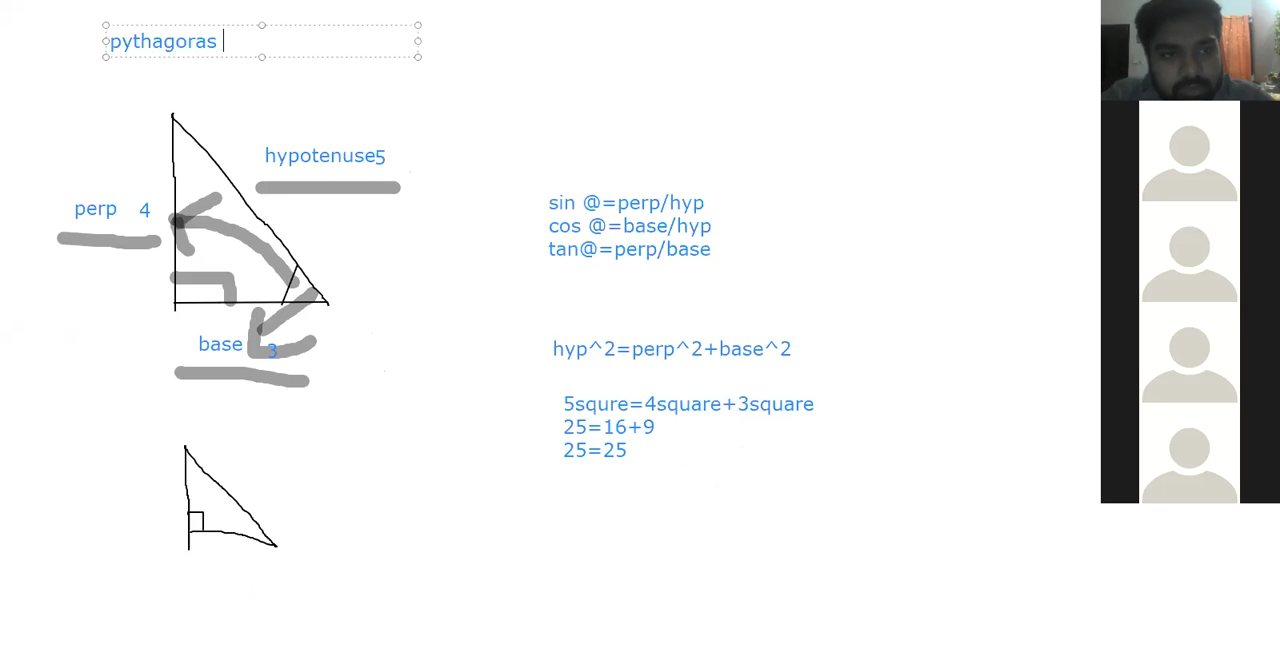 pythagoras
hypotenuse5
perp 4
base 3
sin @=perp/hyp
cos @=base/hyp
tan@=perp/base
hyp^2=perp^2+base^2
5squre=4square+3square
25=16+9
25=25